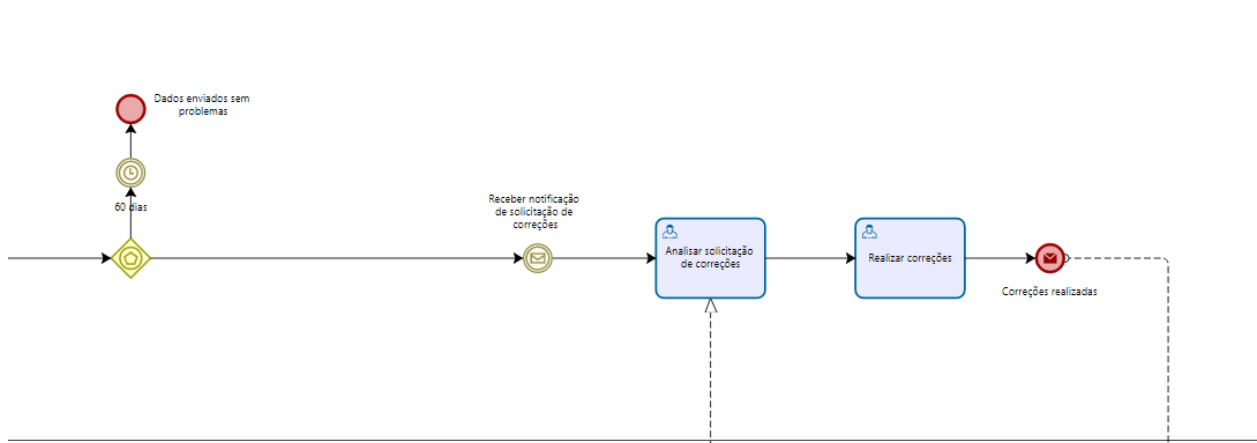 Dados enviados sem
problemas
60 dias
Receber notificação
de solicitação de
correções
Analisar solicitação
de correções
Realizar correções
Correções realizadas